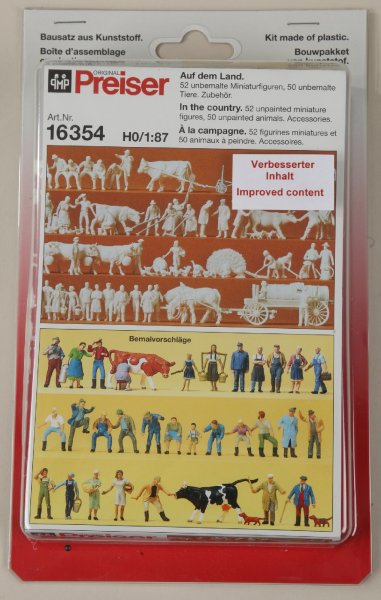 Bausatz aus Kunststoff.
Kit made of plastic.
Boîte d'assemblage
Bouwpakket
ORIGINAL
PMP
Preiser
Auf dem Land.
52 unbemalte Miniaturfiguren, 50 unbemalte
Tiere. Zubehör.
In the country. 52 unpainted miniature
figures, 50 unpainted animals. Accessories.
À la campagne. 52 figurines miniatures et
50 animaux à peindre. Accessoires.
Art.Nr.
16354 H0/1:87
Verbesserter
Inhalt
Improved content
Bemalvorschläge